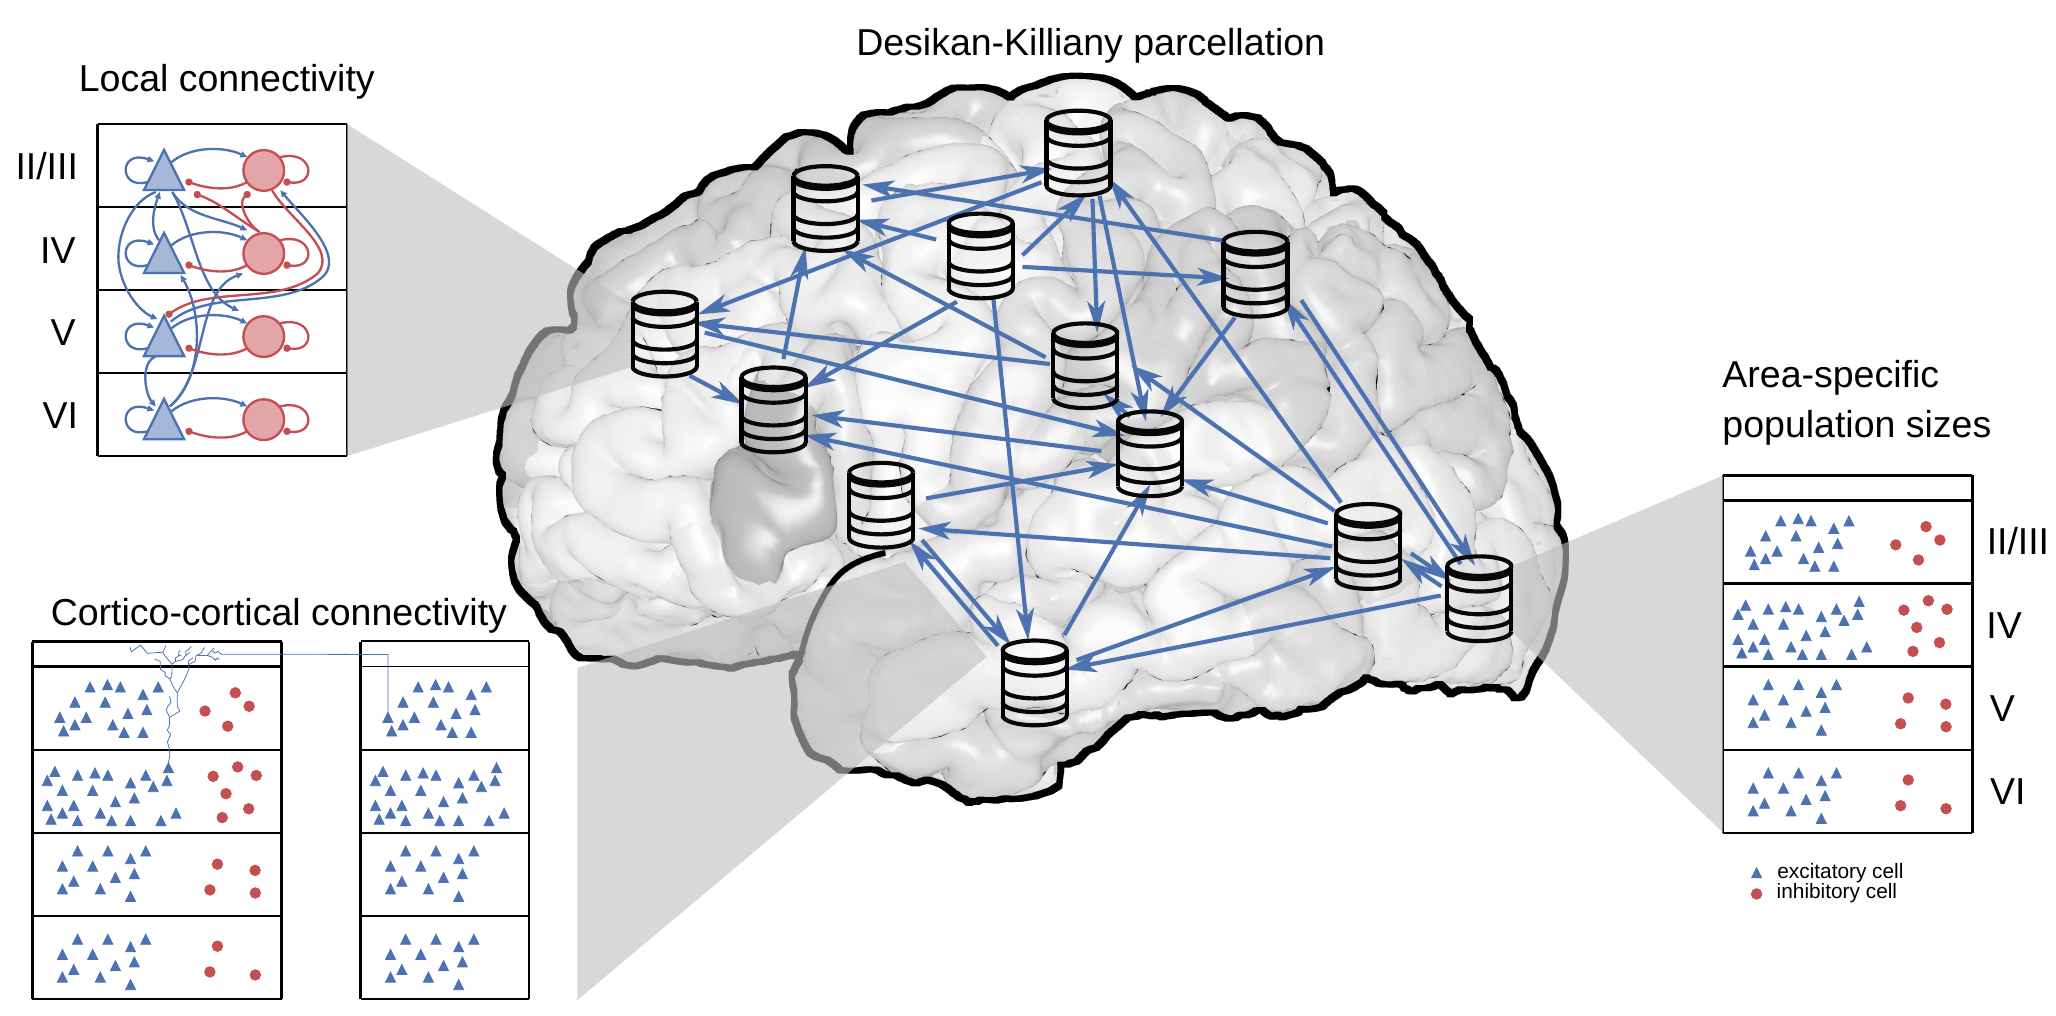 Desikan-Killiany parcellation
Local connectivity
II/III
IV
V
VI
Area-specific
population sizes
II/III
IV
V
VI
excitatory cell
inhibitory cell
Cortico-cortical connectivity